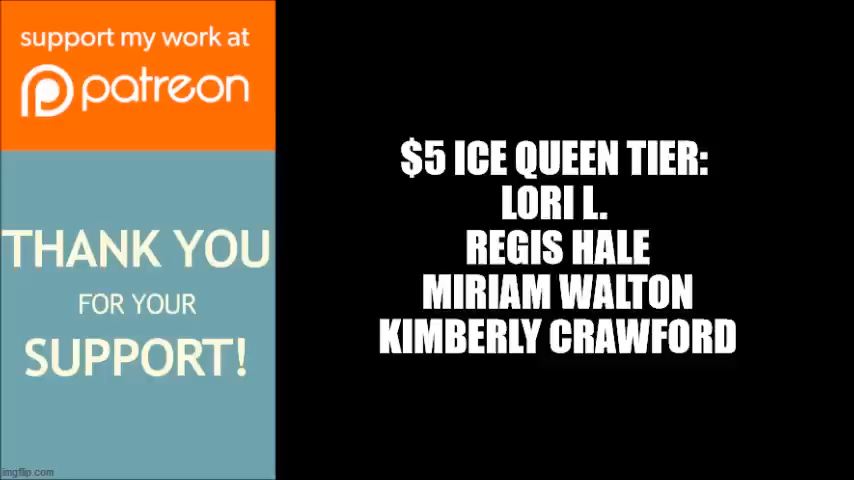 support my work at
patreon
THANK YOU
FOR YOUR
SUPPORT!
imgflip.com
$5 ICE QUEEN TIER:
LORI L.
REGIS HALE
MIRIAM WALTON
KIMBERLY CRAWFORD